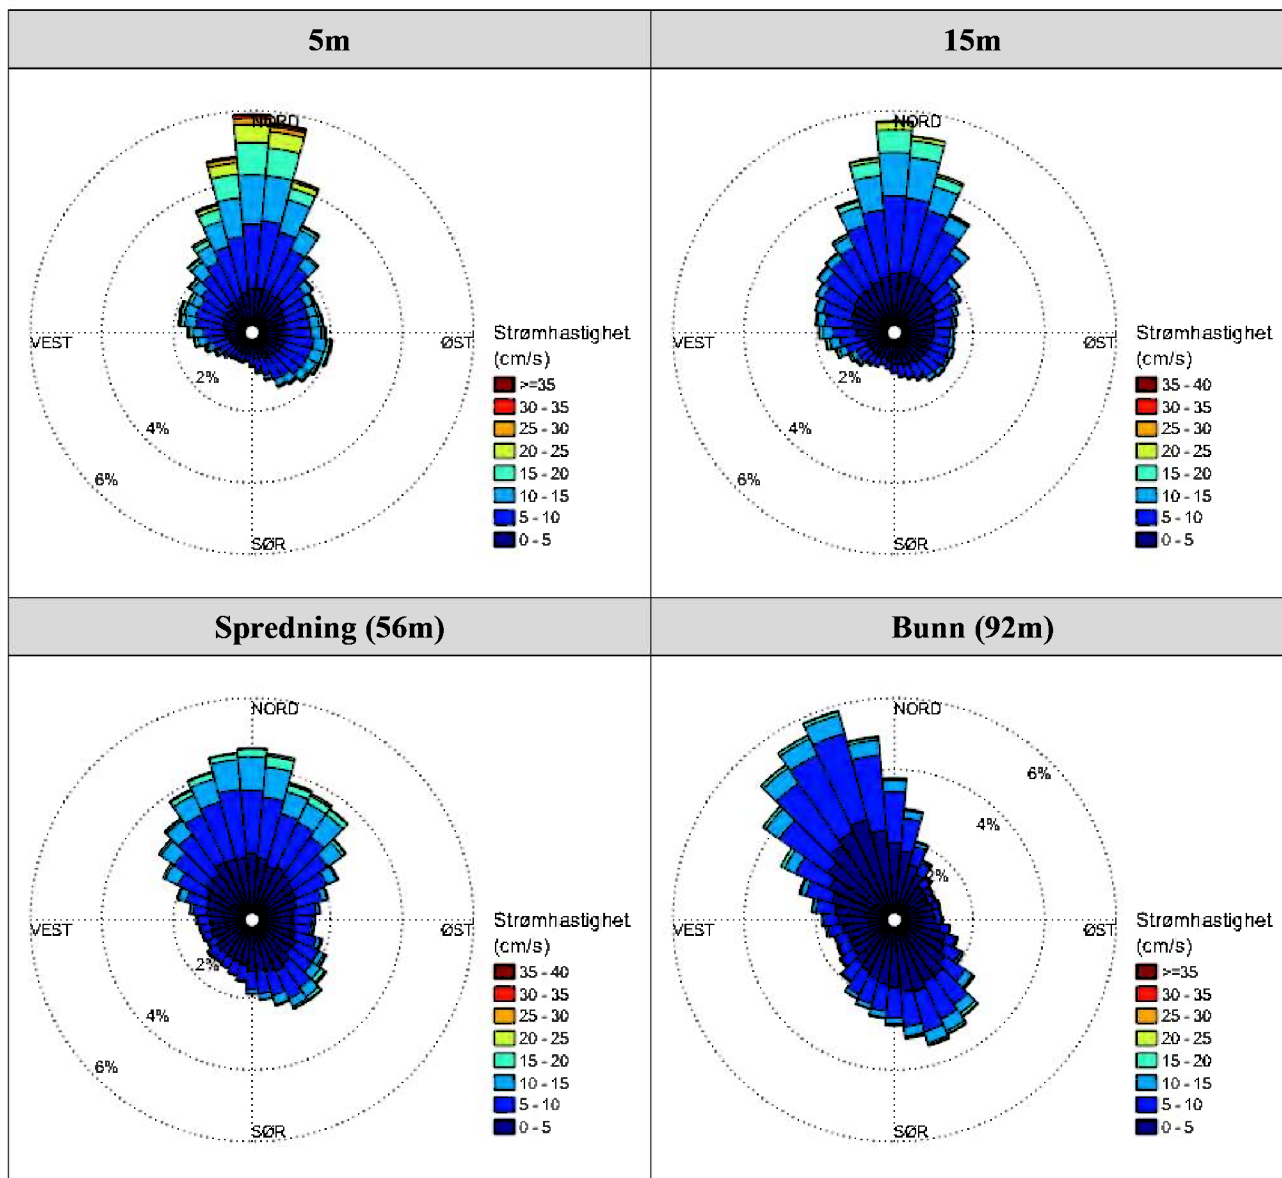 5m
15m
NORD
VEST
ØST
SØR
2%
4%
6%
Strømhastighet
(cm/s)
>=35
30 - 35
25 - 30
20 - 25
15 - 20
10 - 15
5 - 10
0 - 5
NORD
VEST
ØST
SØR
2%
4%
6%
Strømhastighet
(cm/s)
35 - 40
30 - 35
25 - 30
20 - 25
15 - 20
10 - 15
5 - 10
0 - 5
Spredning (56m)
Bunn (92m)
NORD
VEST
ØST
SØR
2%
4%
6%
Strømhastighet
(cm/s)
35 - 40
30 - 35
25 - 30
20 - 25
15 - 20
10 - 15
5 - 10
0 - 5
NORD
6%
4%
2%
VEST
ØST
SØR
Strømhastighet
(cm/s)
>=35
30 - 35
25 - 30
20 - 25
15 - 20
10 - 15
5 - 10
0 - 5